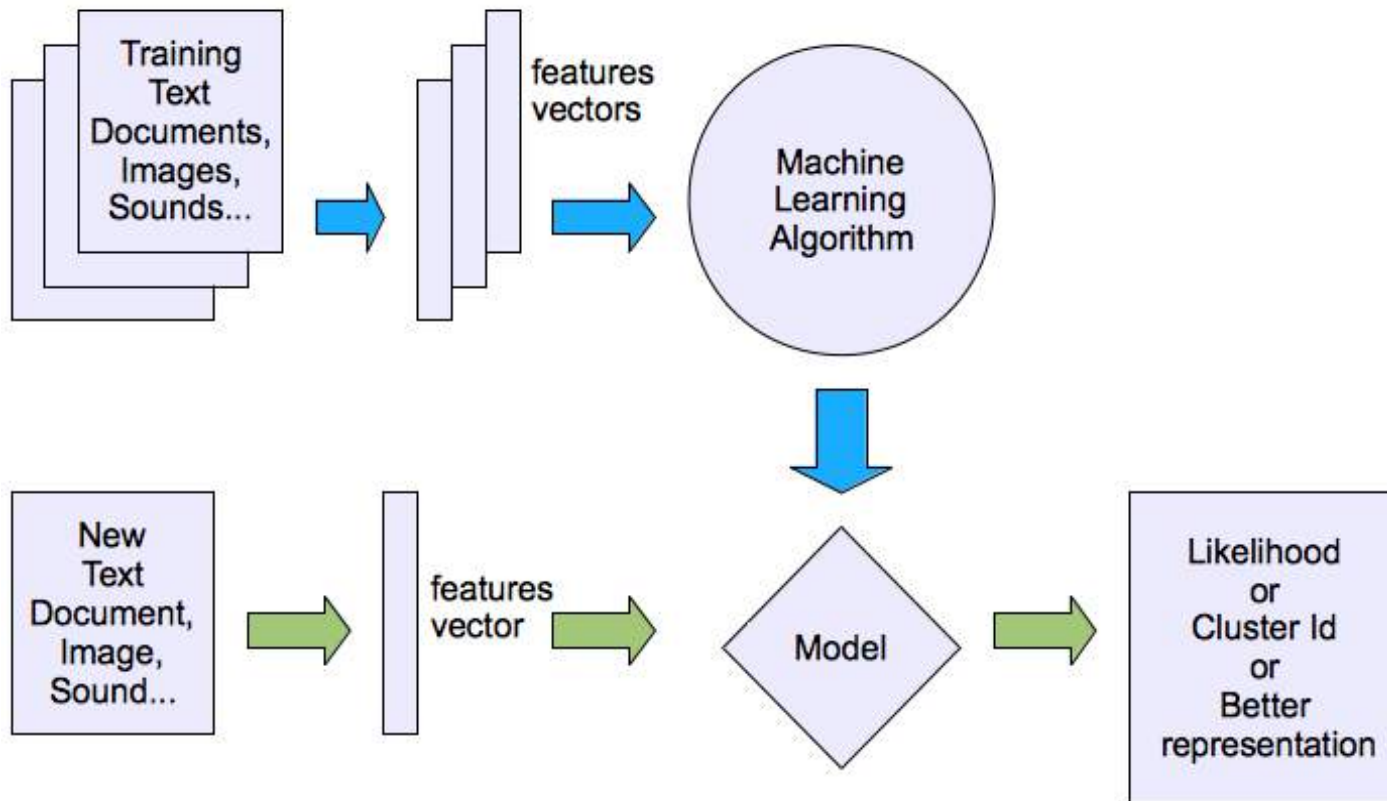 Training
Text
Documents,
Images,
Sounds...
features
vectors
Machine
Learning
Algorithm
New
Text
Document,
Image,
Sound...
features
vector
Model
Likelihood
or
Cluster Id
or
Better
representation